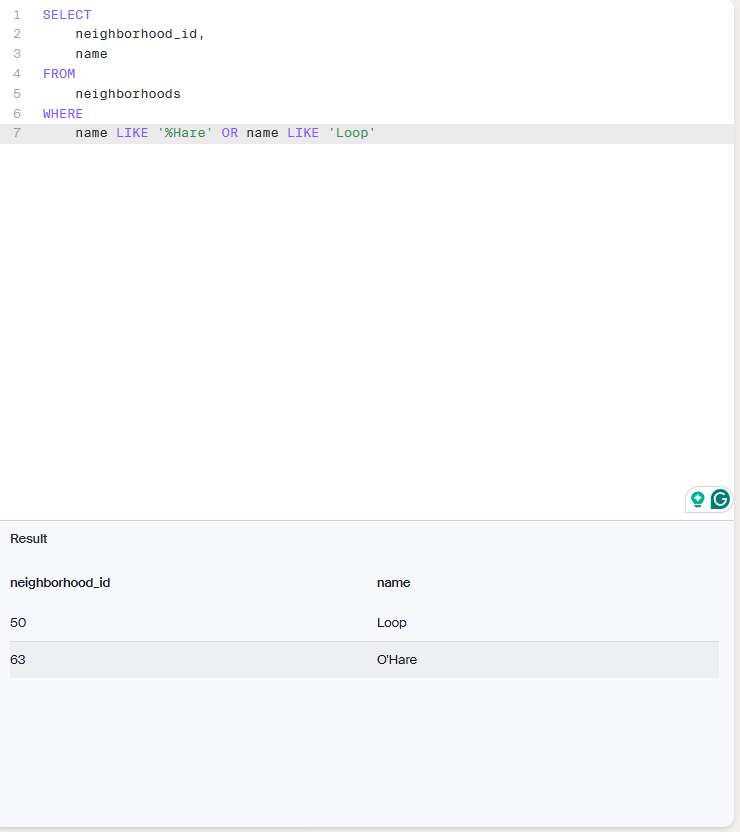 1 SELECT
2     neighborhood_id,
3     name
4 FROM
5     neighborhoods
6 WHERE
7     name LIKE '%Hare' OR name LIKE 'Loop'
Result
neighborhood_id name
50 Loop
63 O'Hare